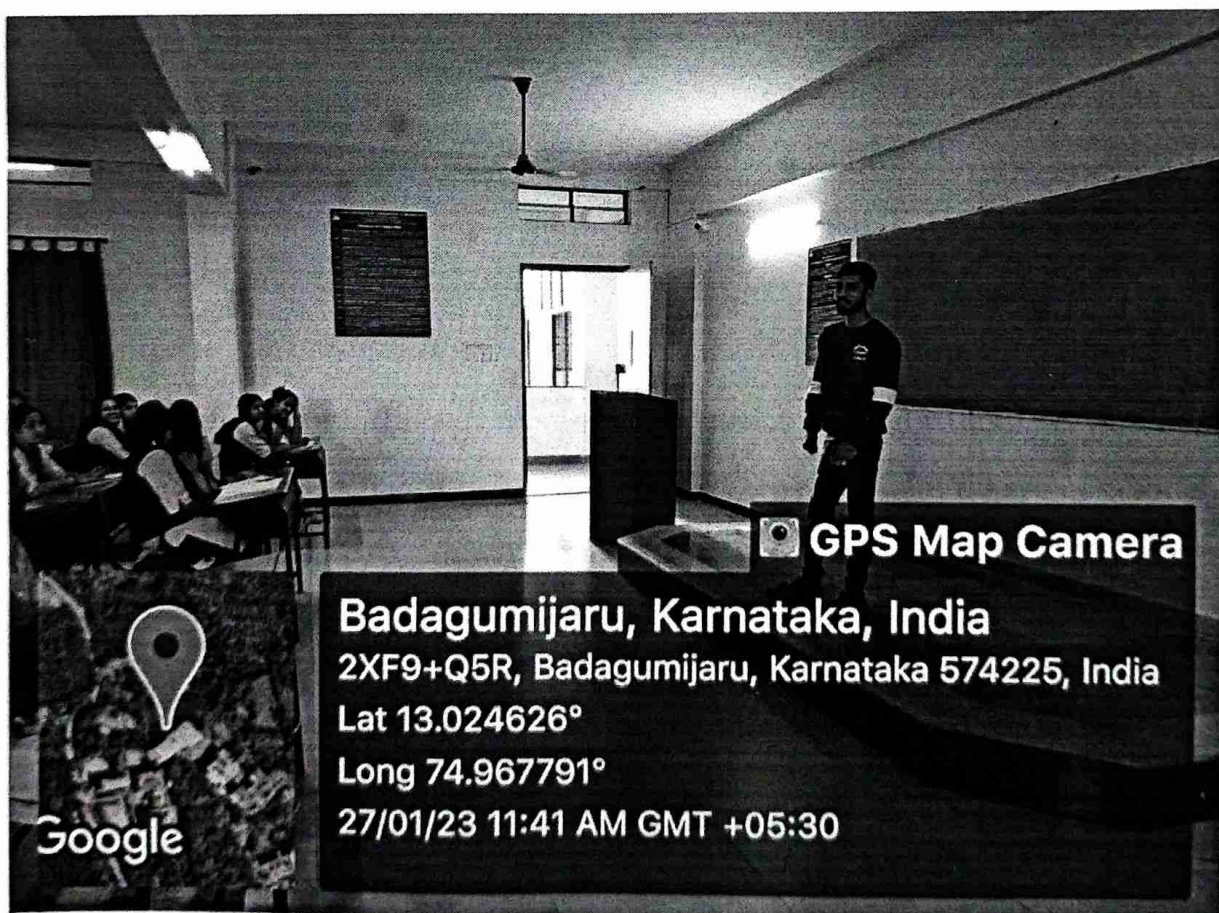 GPS Map Camera
Badagumijaru, Karnataka, India
2XF9+Q5R, Badagumijaru, Karnataka 574225, India
Lat 13.024626°
Long 74.967791°
27/01/23 11:41 AM GMT +05:30
Google